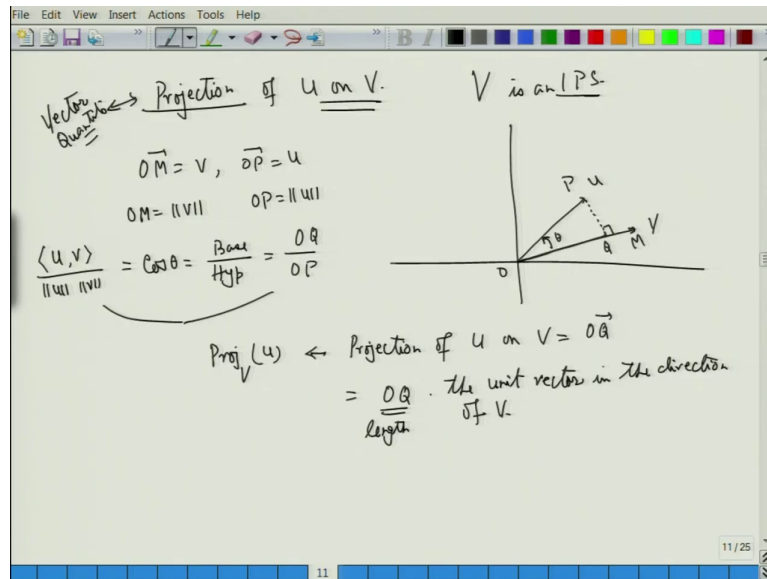 File Edit View Insert Actions Tools Help
Vector Quantities ↔ Projection of u on v.
V is an IPS.
OM⃗ = v, OP⃗ = u
OM = ||v|| OP = ||u||
⟨u,v⟩ / ||u|| ||v|| = Cos θ = Base / Hyp = OQ / OP
P u
θ
Q M V
O
Proj_V (u) ← Projection of u on v = OQ⃗
= OQ . the unit vector in the direction
length of v.
11/25
11